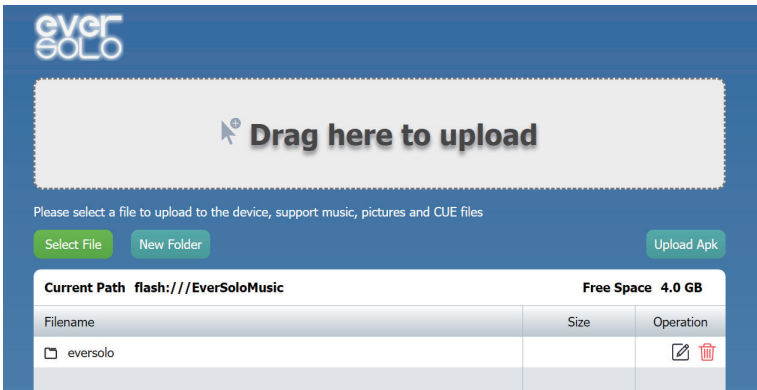 ever
SOLO
Drag here to upload
Please select a file to upload to the device, support music, pictures and CUE files
Select File New Folder Upload Apk
Current Path flash:///EverSoloMusic Free Space 4.0 GB
Filename Size Operation
eversolo